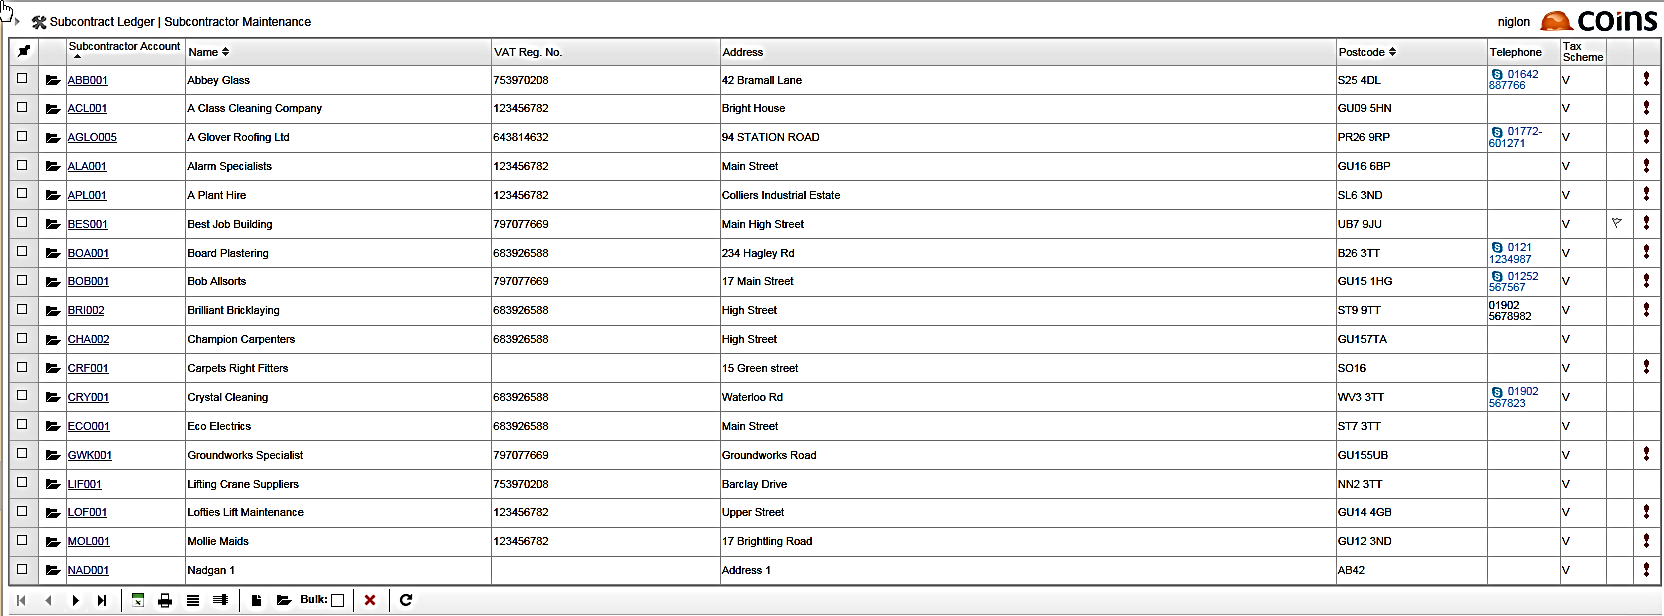 Subcontract Ledger | Subcontractor Maintenance niglon coins
Subcontractor Account Name VAT Reg. No. Address Postcode Telephone Tax Scheme
ABB001 Abbey Glass 753970208 42 Bramall Lane S25 4DL 01642 887766 V
ACL001 A Class Cleaning Company 123456782 Bright House GU09 5HN V
AGLO005 A Glover Roofing Ltd 643814632 94 STATION ROAD PR26 9RP 01772-601271 V
ALA001 Alarm Specialists 123456782 Main Street GU16 6BP V
APL001 A Plant Hire 123456782 Colliers Industrial Estate SL6 3ND V
BES001 Best Job Building 797077669 Main High Street UB7 9JU V
BOA001 Board Plastering 683926588 234 Hagley Rd B26 3TT 0121 1234987 V
BOB001 Bob Allsorts 797077669 17 Main Street GU15 1HG 01252 567567 V
BRI002 Brilliant Bricklaying 683926588 High Street ST9 9TT 01902 5678982 V
CHA002 Champion Carpenters 683926588 High Street GU157TA V
CRF001 Carpets Right Fitters 15 Green street SO16 V
CRY001 Crystal Cleaning 683926588 Waterloo Rd WV3 3TT 01902 567823 V
ECO001 Eco Electrics 683926588 Main Street ST7 3TT V
GWK001 Groundworks Specialist 797077669 Groundworks Road GU155UB V
LIF001 Lifting Crane Suppliers 753970208 Barclay Drive NN2 3TT V
LOF001 Lofties Lift Maintenance 123456782 Upper Street GU14 4GB V
MOL001 Mollie Maids 123456782 17 Brightling Road GU12 3ND V
NAD001 Nadgan 1 Address 1 AB42 V
Bulk: